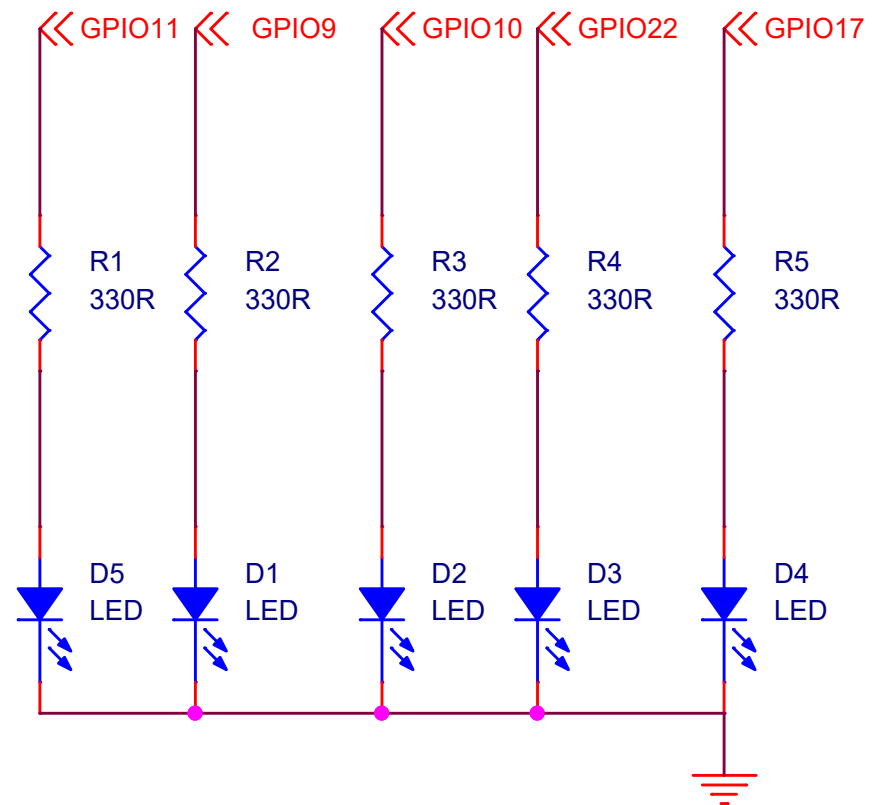 GPIO11 GPIO9 GPIO10 GPIO22 GPIO17
R1 R2 R3 R4 R5
330R 330R 330R 330R 330R
D5 D1 D2 D3 D4
LED LED LED LED LED